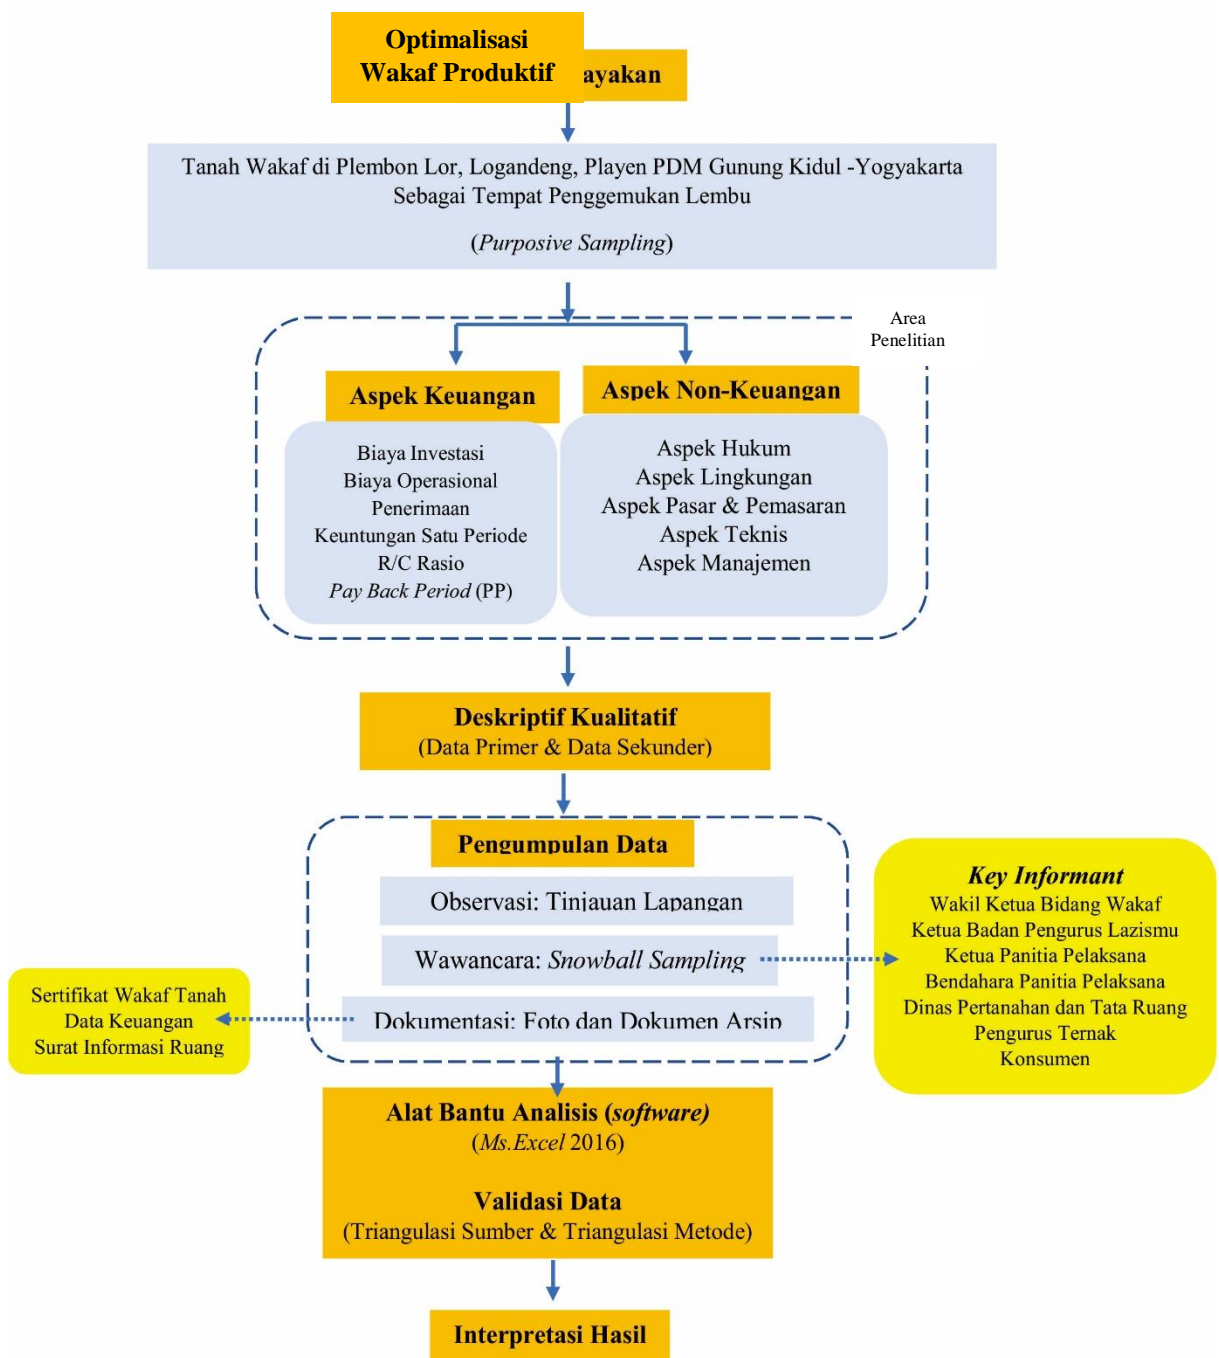 Optimalisasi
Wakaf Produktif
ayakan
Tanah Wakaf di Plembon Lor, Logandeng, Playen PDM Gunung Kidul -Yogyakarta
Sebagai Tempat Penggemukan Lembu
(Purposive Sampling)
Area
Penelitian
Aspek Keuangan
Aspek Non-Keuangan
Biaya Investasi
Biaya Operasional
Penerimaan
Keuntungan Satu Periode
R/C Rasio
Pay Back Period (PP)
Aspek Hukum
Aspek Lingkungan
Aspek Pasar & Pemasaran
Aspek Teknis
Aspek Manajemen
Deskriptif Kualitatif
(Data Primer & Data Sekunder)
Pengumpulan Data
Observasi: Tinjauan Lapangan
Wawancara: Snowball Sampling
Dokumentasi: Foto dan Dokumen Arsip
Key Informant
Wakil Ketua Bidang Wakaf
Ketua Badan Pengurus Lazismu
Ketua Panitia Pelaksana
Bendahara Panitia Pelaksana
Dinas Pertanahan dan Tata Ruang
Pengurus Ternak
Konsumen
Sertifikat Wakaf Tanah
Data Keuangan
Surat Informasi Ruang
Alat Bantu Analisis (software)
(Ms.Excel 2016)
Validasi Data
(Triangulasi Sumber & Triangulasi Metode)
Interpretasi Hasil